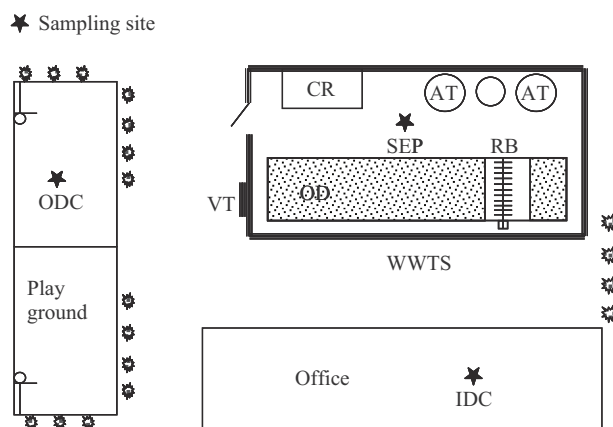 Sampling site
CR
AT
AT
SEP
RB
ODC
VT
OD
WWTS
Play
ground
Office
IDC